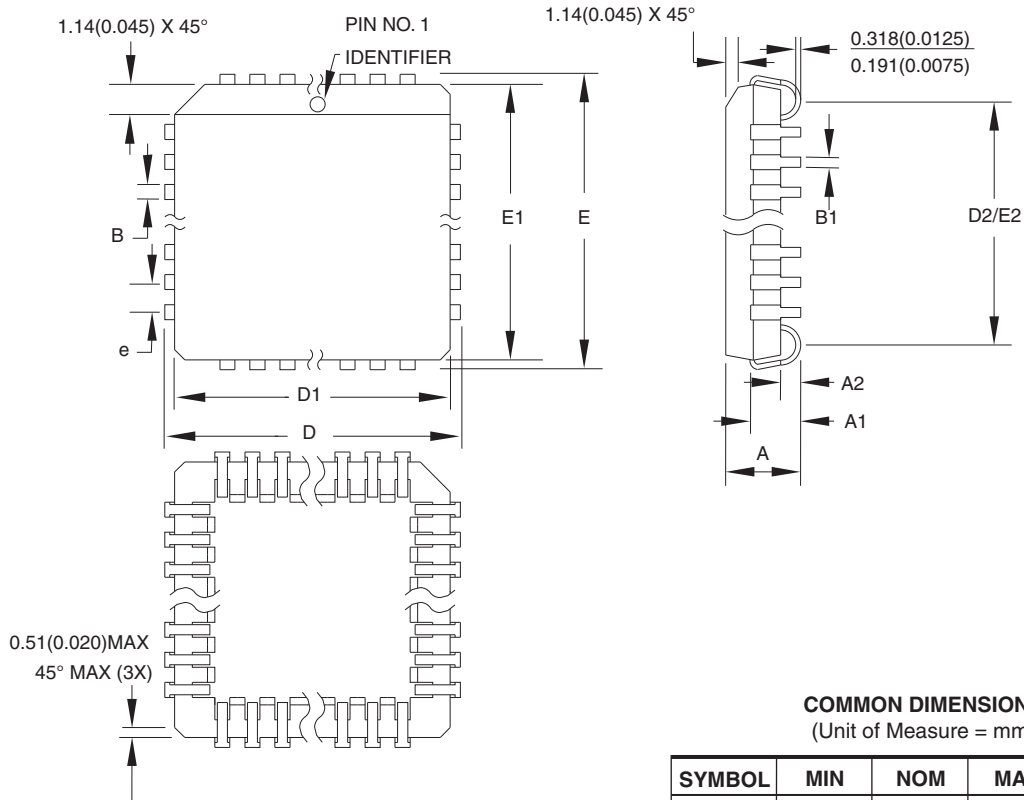 1.14(0.045) X 45°
PIN NO. 1
IDENTIFIER
1.14(0.045) X 45°
0.318(0.0125)
0.191(0.0075)
B
e
E1
E
B1
D2/E2
A2
A1
A
D1
D
0.51(0.020)MAX
45° MAX (3X)
COMMON DIMENSION
(Unit of Measure = mm
SYMBOL MIN NOM MA